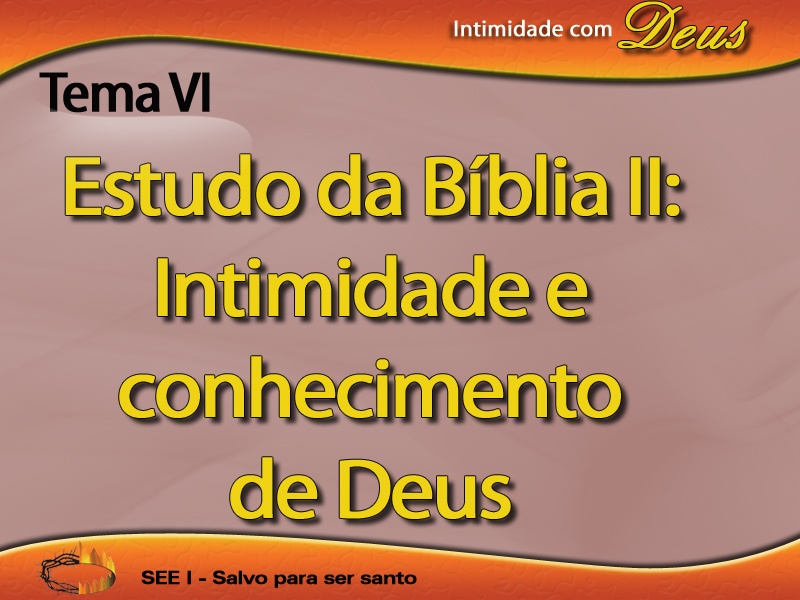 Intimidade com Deus
Tema VI
Estudo da Bíblia II:
Intimidade e
conhecimento
de Deus
SEE I - Salvo para ser santo